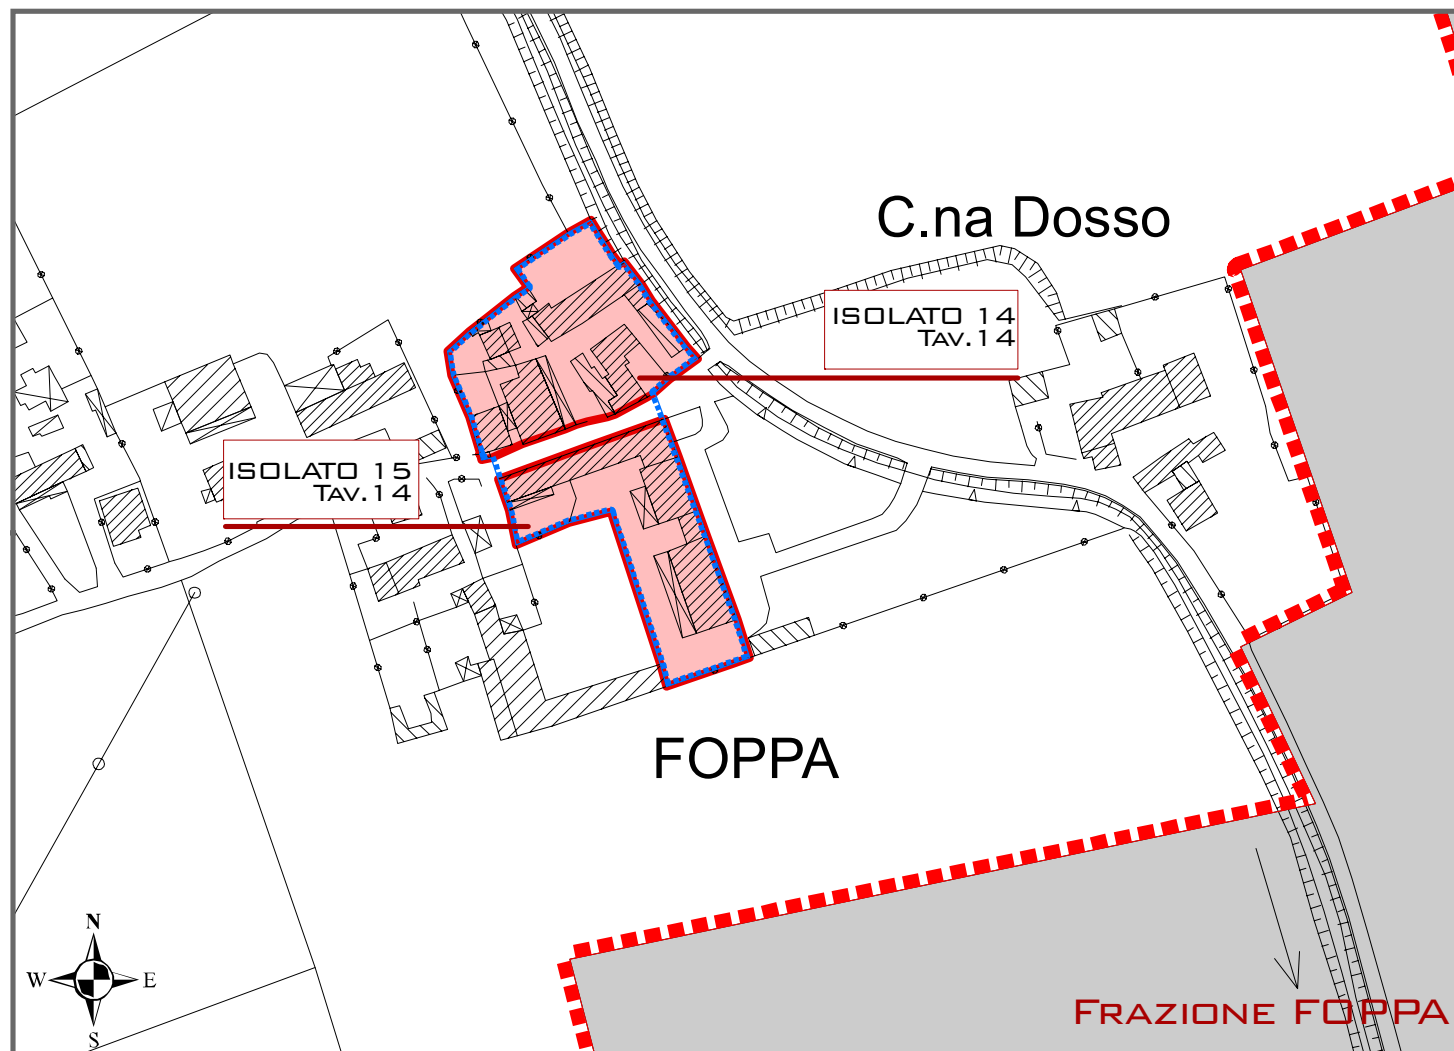 C.na Dosso
ISOLATO 14
TAV.14
ISOLATO 15
TAV.14
FOPPA
N
W E
S
FRAZIONE FOPPA